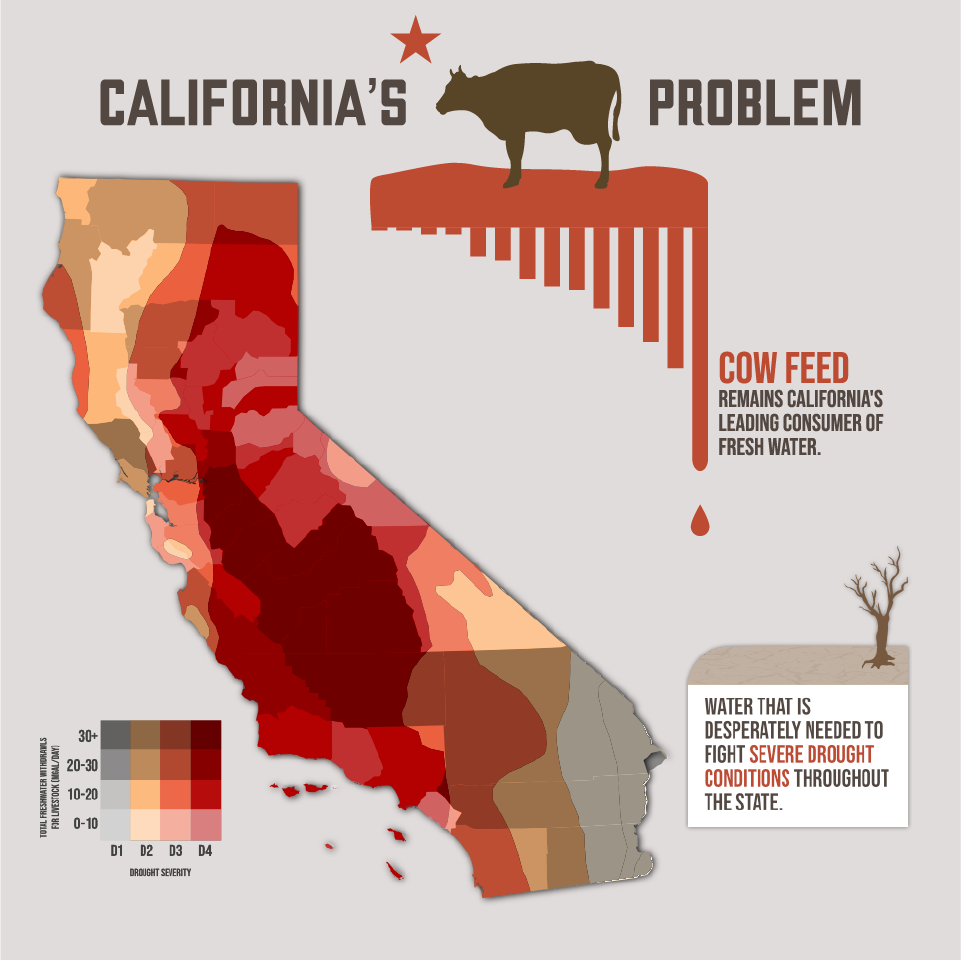 CALIFORNIA'S PROBLEM
COW FEED
REMAINS CALIFORNIA'S
LEADING CONSUMER OF
FRESH WATER.
WATER THAT IS
DESPERATELY NEEDED TO
FIGHT SEVERE DROUGHT
CONDITIONS THROUGHOUT
THE STATE.
TOTAL FRESHWATER WITHDRAWLS
FOR LIVESTOCK (MGAL/DAY)
30+
20-30
10-20
0-10
D1 D2 D3 D4
DROUGHT SEVERITY